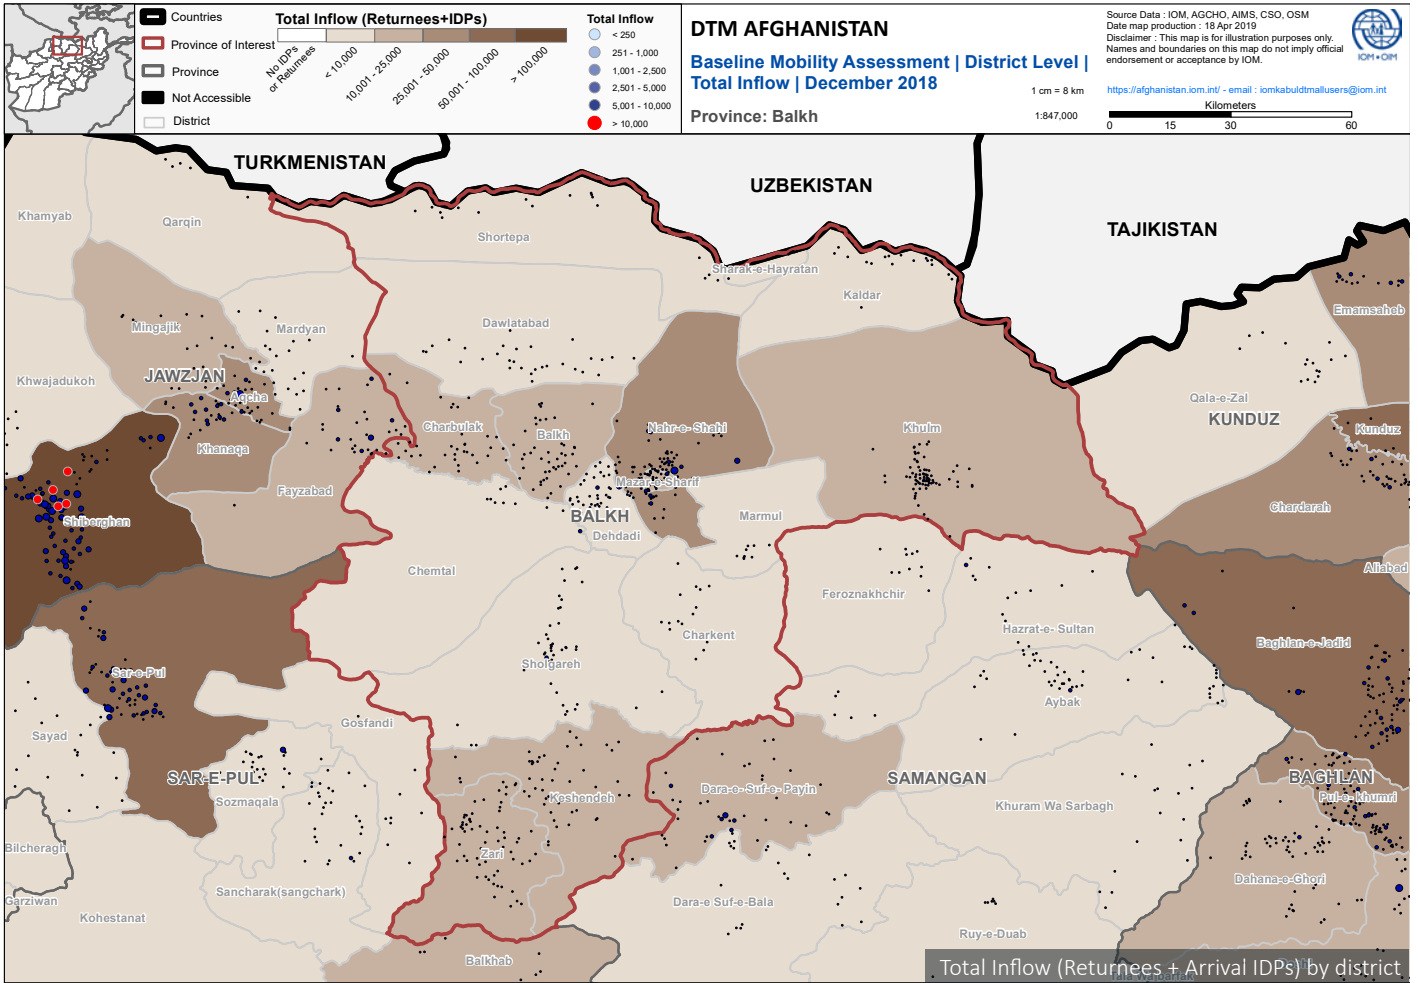 Countries
Province of Interest
Province
Not Accessible
District
Total Inflow (Returnees+IDPs)
No IDPs
or Returnees
< 10,000
10,001 - 25,000
25,001 - 50,000
50,001 - 100,000
> 100,000
Total Inflow
< 250
251 - 1,000
1,001 - 2,500
2,501 - 5,000
5,001 - 10,000
> 10,000
DTM AFGHANISTAN
Baseline Mobility Assessment | District Level |
Total Inflow | December 2018
Province: Balkh
1 cm = 8 km
1:847,000
Source Data : IOM, AGCHO, AIMS, CSO, OSM
Date map production : 18 Apr 2019
Disclaimer : This map is for illustration purposes only.
Names and boundaries on this map do not imply official
endorsement or acceptance by IOM.
https://afghanistan.iom.int/ - email : iomkabuldtmallusers@iom.int
IOM • OIM
Kilometers
0 15 30 60
TURKMENISTAN
UZBEKISTAN
TAJIKISTAN
Khamyab
Qarqin
Shortepa
Sharak-e-Hayratan
Kaldar
Emamsaheb
Mingajik
Mardyan
Dawlatabad
JAWZJAN
Khwajadukoh
Aqcha
Qala-e-Zal
KUNDUZ
Charbulak
Balkh
Nahr-e- Shahi
Khulm
Kunduz
Khanaqa
Mazar-e-Sharif
Fayzabad
Shiberghan
BALKH
Marmul
Chardarah
Dehdadi
Chemtal
Aliabad
Feroznakhchir
Hazrat-e- Sultan
Charkent
Baghlan-e-Jadid
Sholgareh
Sar-e-Pul
Aybak
Gosfandi
Sayad
SAR-E-PUL
SAMANGAN
BAGHLAN
Dara-e- Suf-e- Payin
Keshendeh
Pul-e- khumri
Sozmaqala
Khuram Wa Sarbagh
Bilcheragh
Zari
Dahana-e-Ghori
Sancharak(sangchark)
Garziwan
Dara-e Suf-e-Bala
Kohestanat
Ruy-e-Duab
Balkhab
Total Inflow (Returnees + Arrival IDPs) by district